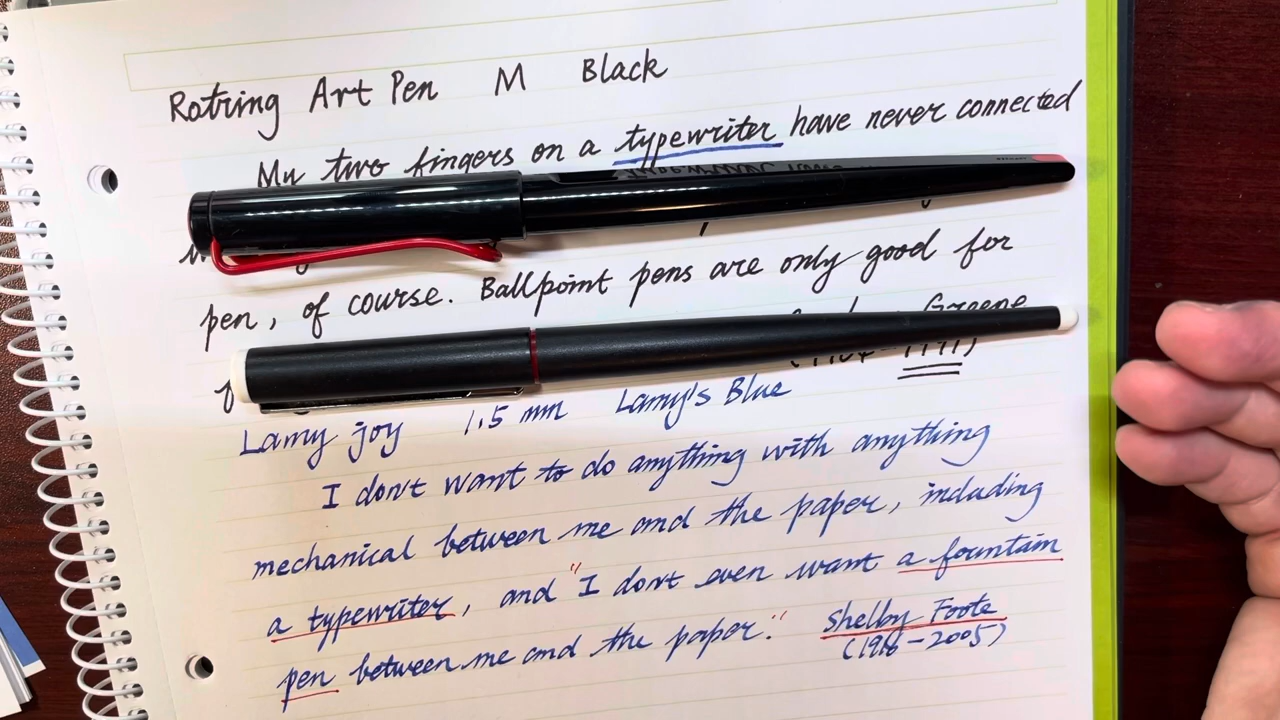 Rotring Art Pen M Black
My two fingers on a typewriter have never connected
pen, of course. Ballpoint pens are only good for
Greene
Lamy joy 1.5 mm Lamy's Blue
I don't want to do anything with anything
mechanical between me and the paper, including
a typewriter, and "I don't even want a fountain
pen between me and the paper." Shelby Foote
(1916-2005)